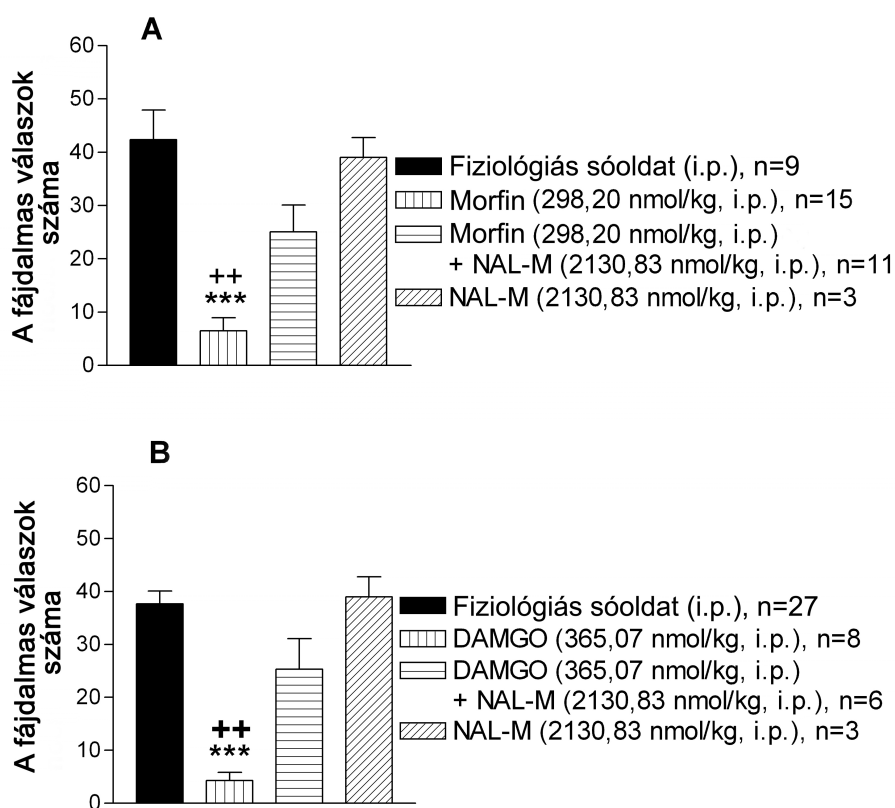 A
60
50
40
30
20
10
0
A fájdalmas válaszok
száma
++
***
Fiziológiás sóoldat (i.p.), n=9
Morfin (298,20 nmol/kg, i.p.), n=15
Morfin (298,20 nmol/kg, i.p.)
+ NAL-M (2130,83 nmol/kg, i.p.), n=11
NAL-M (2130,83 nmol/kg, i.p.), n=3
B
60
50
40
30
20
10
0
A fájdalmas válaszok
száma
++
***
Fiziológiás sóoldat (i.p.), n=27
DAMGO (365,07 nmol/kg, i.p.), n=8
DAMGO (365,07 nmol/kg, i.p.)
+ NAL-M (2130,83 nmol/kg, i.p.), n=6
NAL-M (2130,83 nmol/kg, i.p.), n=3